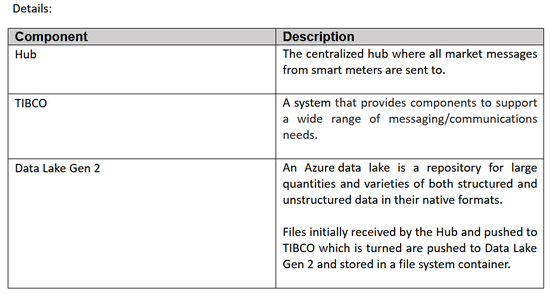 Details:
Component Description
Hub The centralized hub where all market messages
from smart meters are sent to.
TIBCO A system that provides components to support
a wide range of messaging/communications
needs.
Data Lake Gen 2 An Azure data lake is a repository for large
quantities and varieties of both structured and
unstructured data in their native formats.
Files initially received by the Hub and pushed to
TIBCO which is turned are pushed to Data Lake
Gen 2 and stored in a file system container.